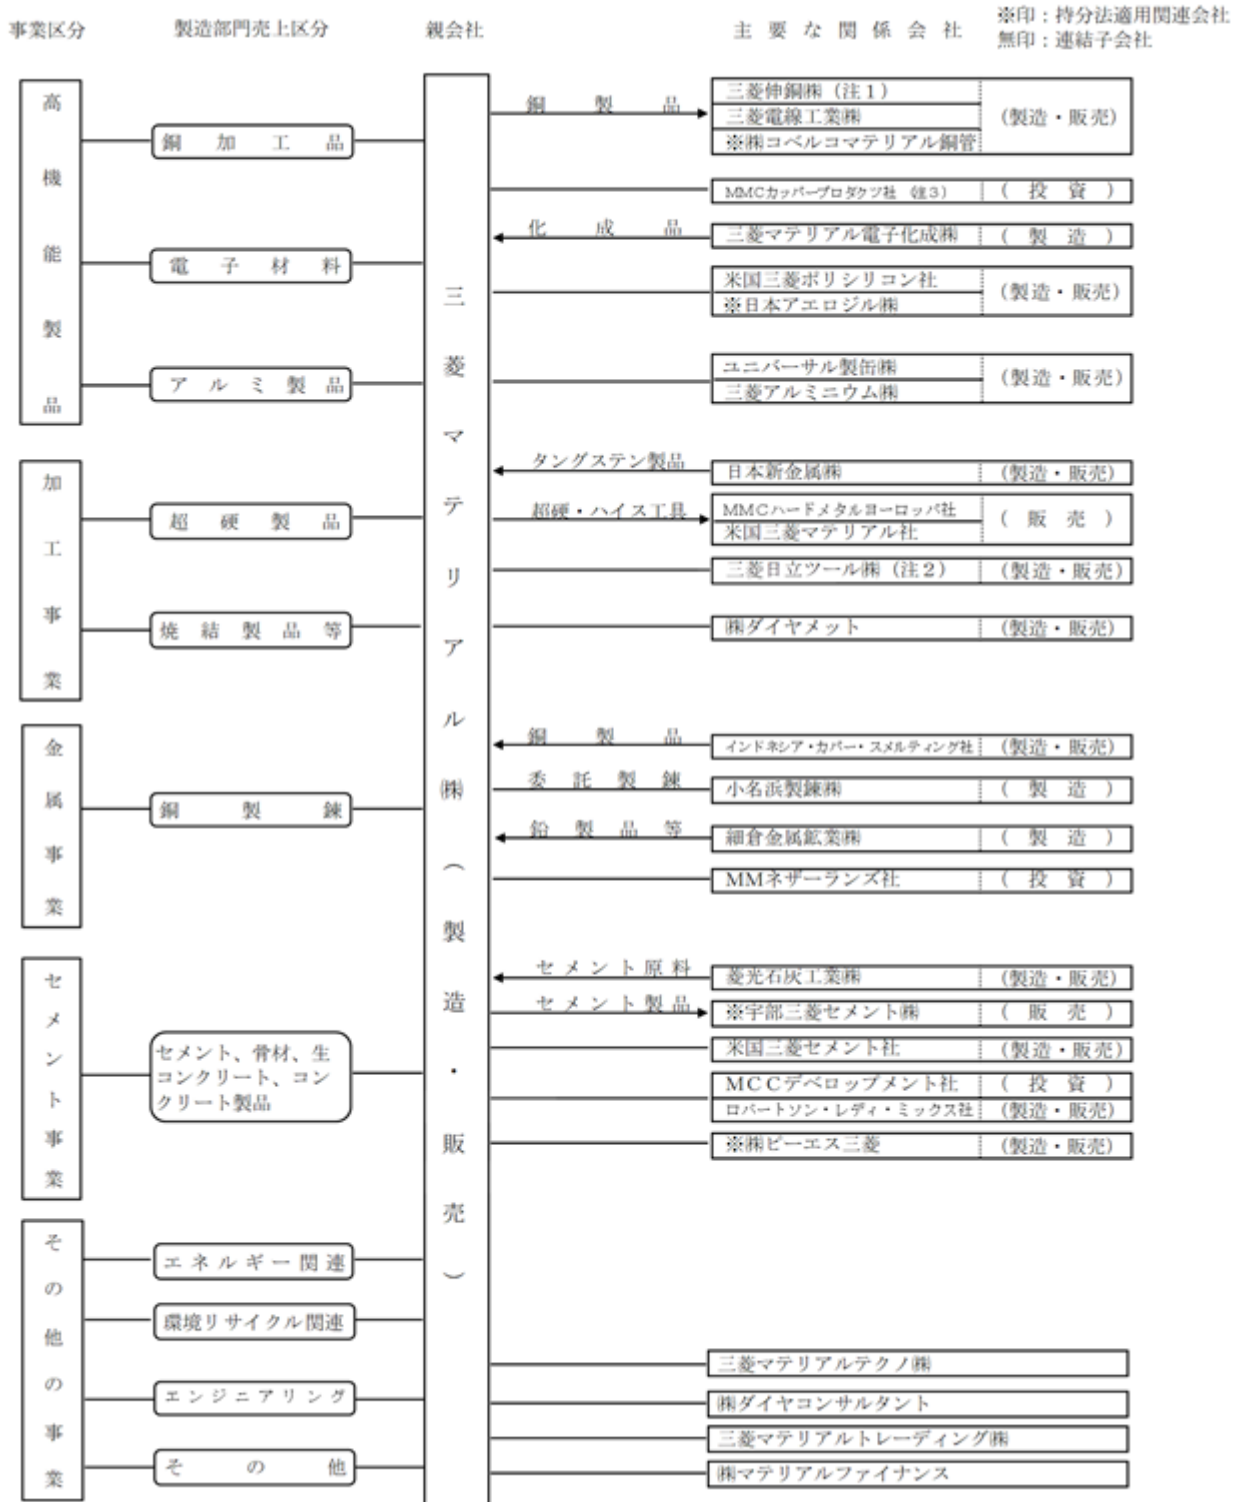 事業区分 製造部門売上区分 親会社 主要な関係会社 ※印：持分法適用関連会社
無印：連結子会社
高機能製品
銅加工品
電子材料
アルミ製品
加工事業
超硬製品
焼結製品等
金属事業
銅製錬
セメント事業
セメント、骨材、生
コンクリート、コン
クリート製品
その他の事業
エネルギー関連
環境リサイクル関連
エンジニアリング
その他
三菱マテリアル㈱（製造・販売）
銅製品
三菱伸銅㈱（注１）
三菱電線工業㈱
※㈱コベルコマテリアル銅管
（製造・販売）
MMCカッパープロダクツ社（注３） （投資）
化成品
三菱マテリアル電子化成㈱ （製造）
米国三菱ポリシリコン社
※日本アエロジル㈱
（製造・販売）
ユニバーサル製缶㈱
三菱アルミニウム㈱
（製造・販売）
タングステン製品
日本新金属㈱ （製造・販売）
超硬・ハイス工具
MMCハードメタルヨーロッパ社
米国三菱マテリアル社
（販売）
三菱日立ツール㈱（注２） （製造・販売）
㈱ダイヤメット （製造・販売）
銅製品
インドネシア・カパー・スメルティング社 （製造・販売）
委託製錬
小名浜製錬㈱ （製造）
鉛製品等
細倉金属鉱業㈱ （製造）
MMネザーランズ社 （投資）
セメント原料
菱光石灰工業㈱ （製造・販売）
セメント製品
※宇部三菱セメント㈱ （販売）
米国三菱セメント社 （製造・販売）
MCCデベロップメント社 （投資）
ロバートソン・レディ・ミックス社 （製造・販売）
※㈱ピーエス三菱 （製造・販売）
三菱マテリアルテクノ㈱
㈱ダイヤコンサルタント
三菱マテリアルトレーディング㈱
㈱マテリアルファイナンス